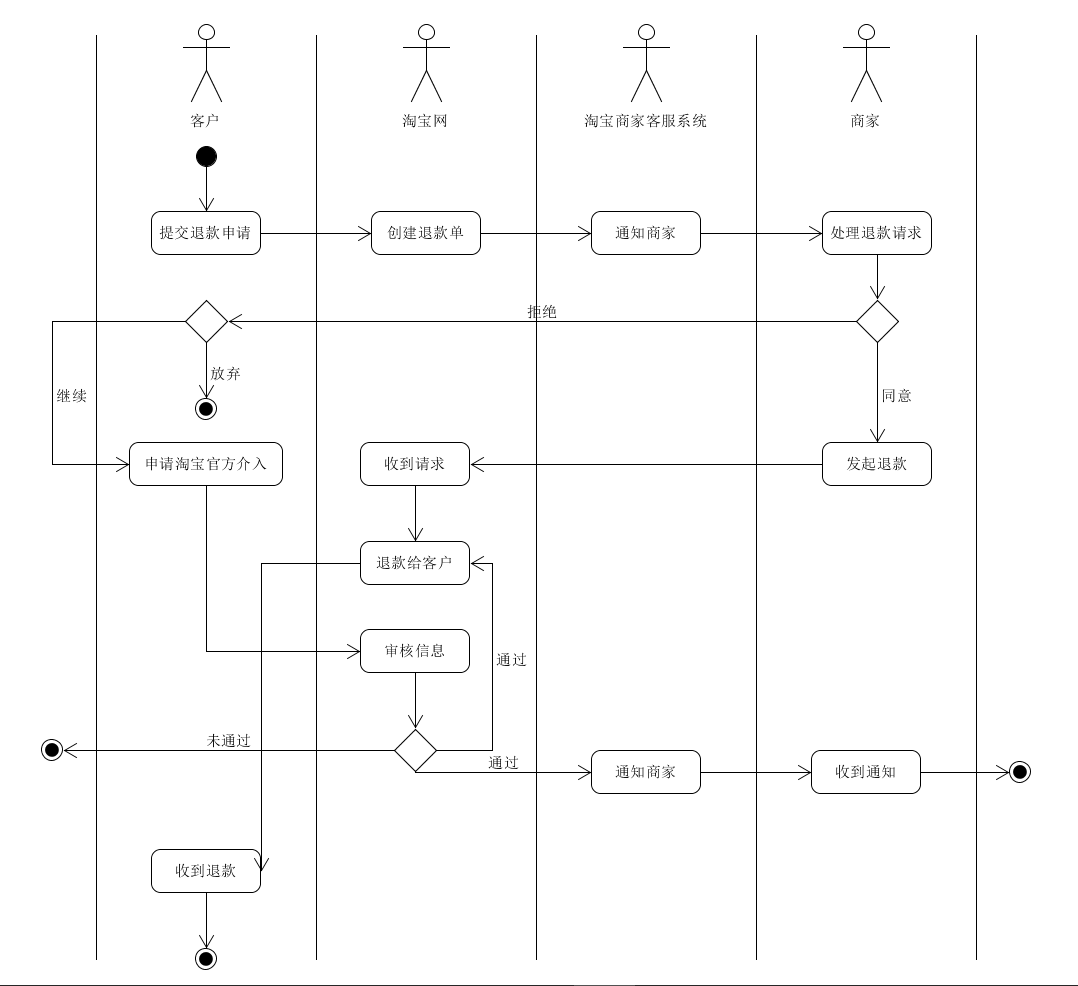 客户
淘宝网
淘宝商家客服系统
商家
提交退款申请
创建退款单
通知商家
处理退款请求
拒绝
放弃
继续
同意
申请淘宝官方介入
收到请求
发起退款
退款给客户
审核信息
通过
未通过
通过
通知商家
收到通知
收到退款